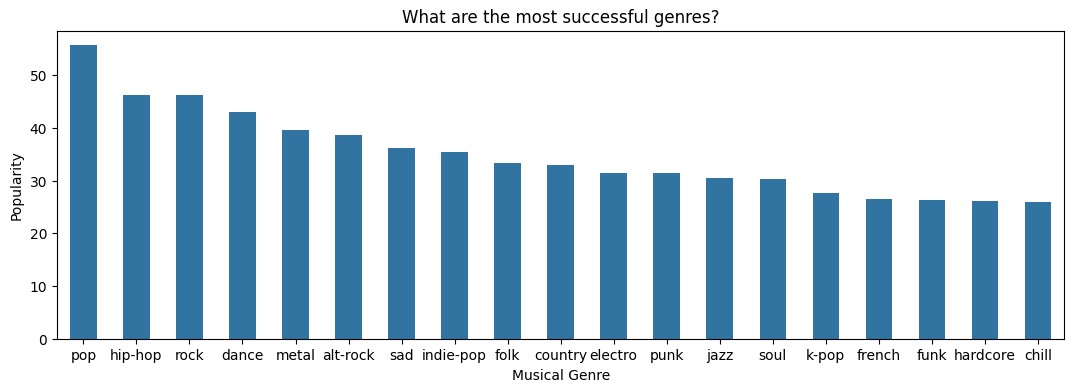 What are the most successful genres?
50
40
30
20
10
0
Popularity
pop hip-hop rock dance metal alt-rock sad indie-pop folk country electro punk jazz soul k-pop french funk hardcore chill
Musical Genre